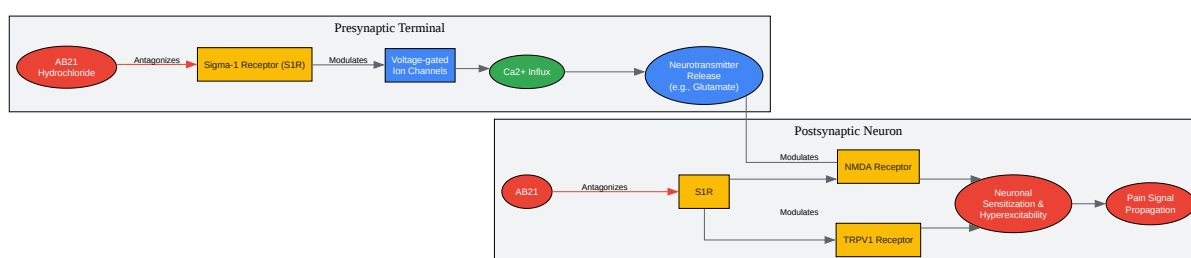 Presynaptic Terminal
AB21
Hydrochloride
Antagonizes
Sigma-1 Receptor (S1R)
Modulates
Voltage-gated
Ion Channels
Ca2+ Influx
Neurotransmitter
Release
(e.g., Glutamate)
Postsynaptic Neuron
AB21
Antagonizes
S1R
Modulates
NMDA Receptor
Modulates
TRPV1 Receptor
Neuronal
Sensitization &
Hyperexcitability
Pain Signal
Propagation